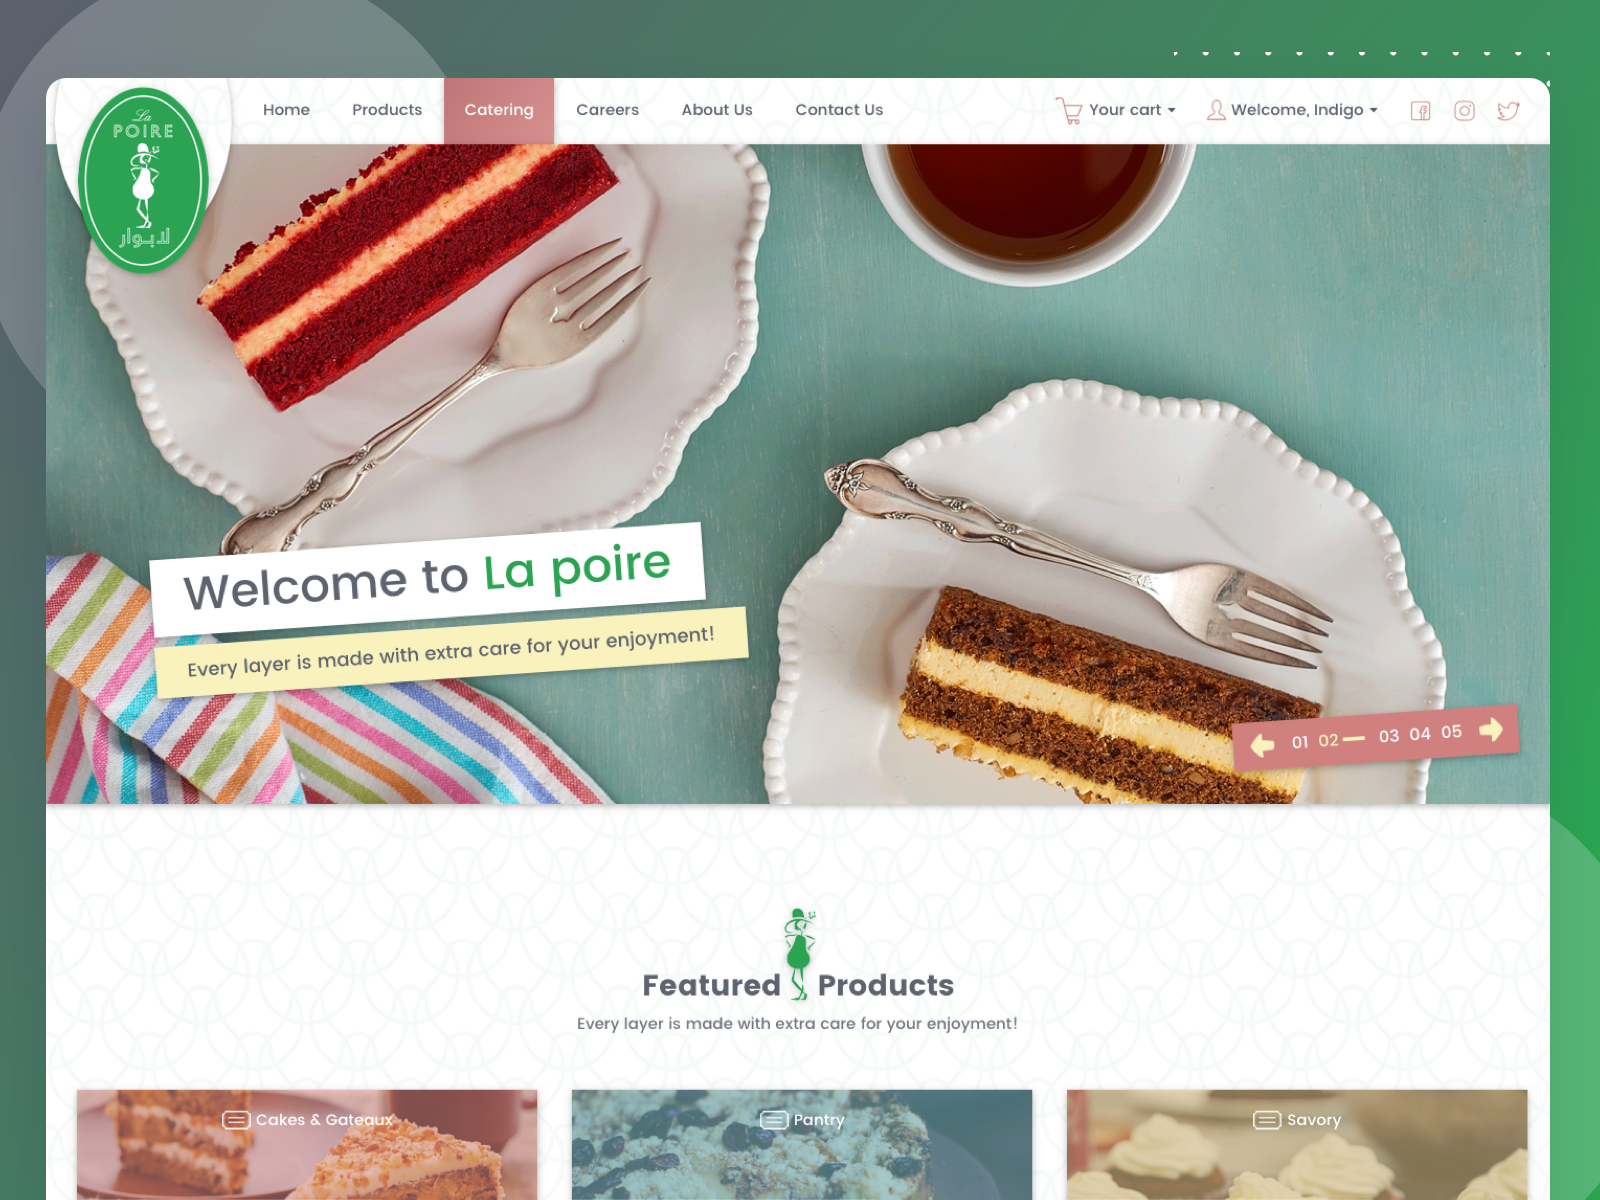 La
POIRE
لابوار
Home Products Catering Careers About Us Contact Us
Your cart Welcome, Indigo
Welcome to La poire
Every layer is made with extra care for your enjoyment!
01 02 03 04 05
Featured Products
Every layer is made with extra care for your enjoyment!
Cakes & Gateaux
Pantry
Savory